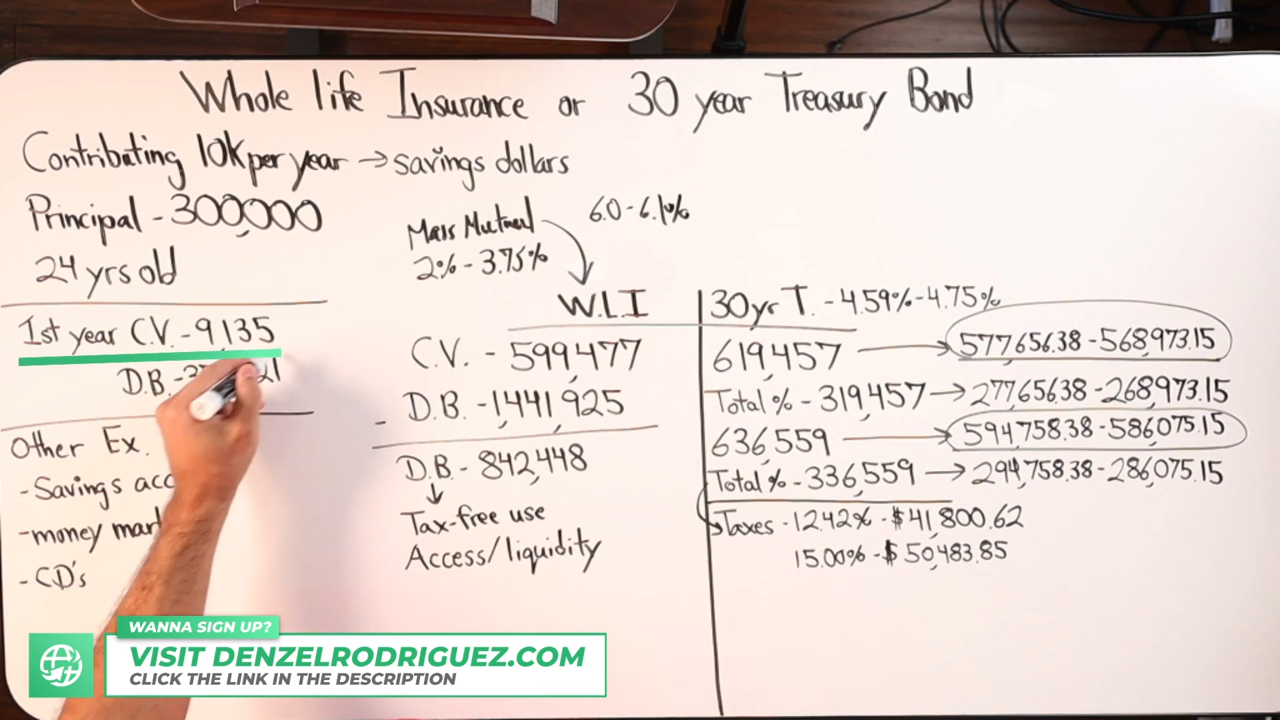 Whole life Insurance or 30 year Treasury Bond
Contributing 10K per year → savings dollars
Principal - 300,000
24 yrs old
1st year C.V. - 9,135
D.B. - 21
Other Ex.
- Savings acc
- money mar
- CD's
Mass Mutual
2% - 3.75%
6.0 - 6.1%
W.L.I
C.V. - 599,477
- D.B. - 1,441,925
D.B - 842,448
↓
Tax-free use
Access/liquidity
30 yr T. - 4.59% - 4.75%
619,457 → 577,656.38 - 568,973.15
Total % - 319,457 → 277,656.38 - 268,973.15
636,559 → 594,758.38 - 586,075.15
Total % - 336,559 → 294,758.38 - 286,075.15
Taxes - 12.42% - $41,800.62
15.00% - $50,483.85
WANNA SIGN UP?
VISIT DENZELRODRIGUEZ.COM
CLICK THE LINK IN THE DESCRIPTION